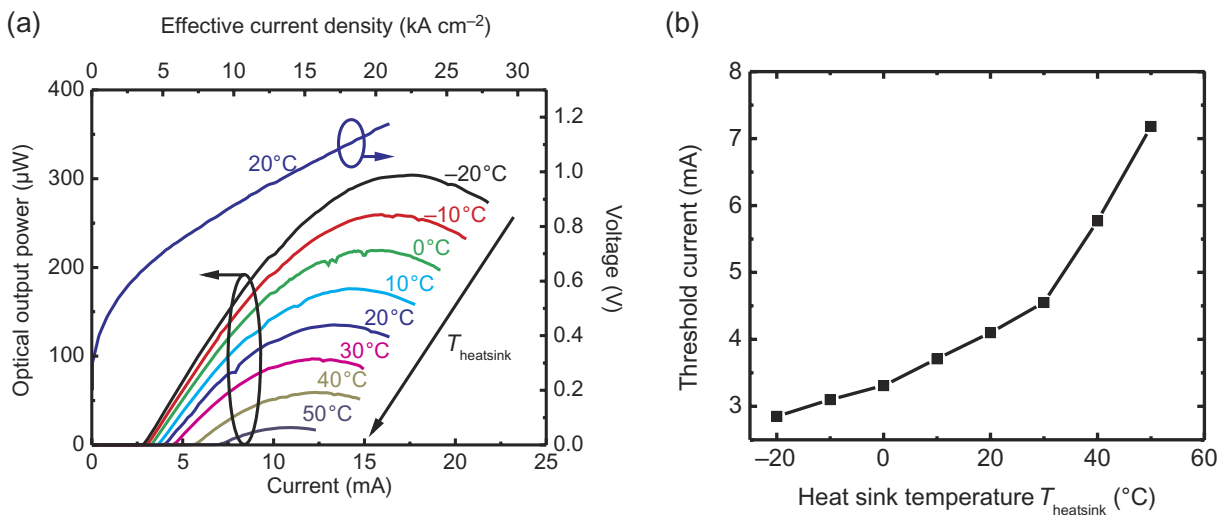 (a)
Effective current density (kA cm⁻²)
0 5 10 15 20 25 30
400
300
200
100
0
Optical output power (µW)
1.2
1.0
0.8
0.6
0.4
0.2
0.0
Voltage (V)
20°C
–20°C
–10°C
0°C
10°C
20°C
30°C
40°C
50°C
T heatsink
0 5 10 15 20 25
Current (mA)
(b)
8
7
6
5
4
3
Threshold current (mA)
–20 0 20 40 60
Heat sink temperature T heatsink (°C)